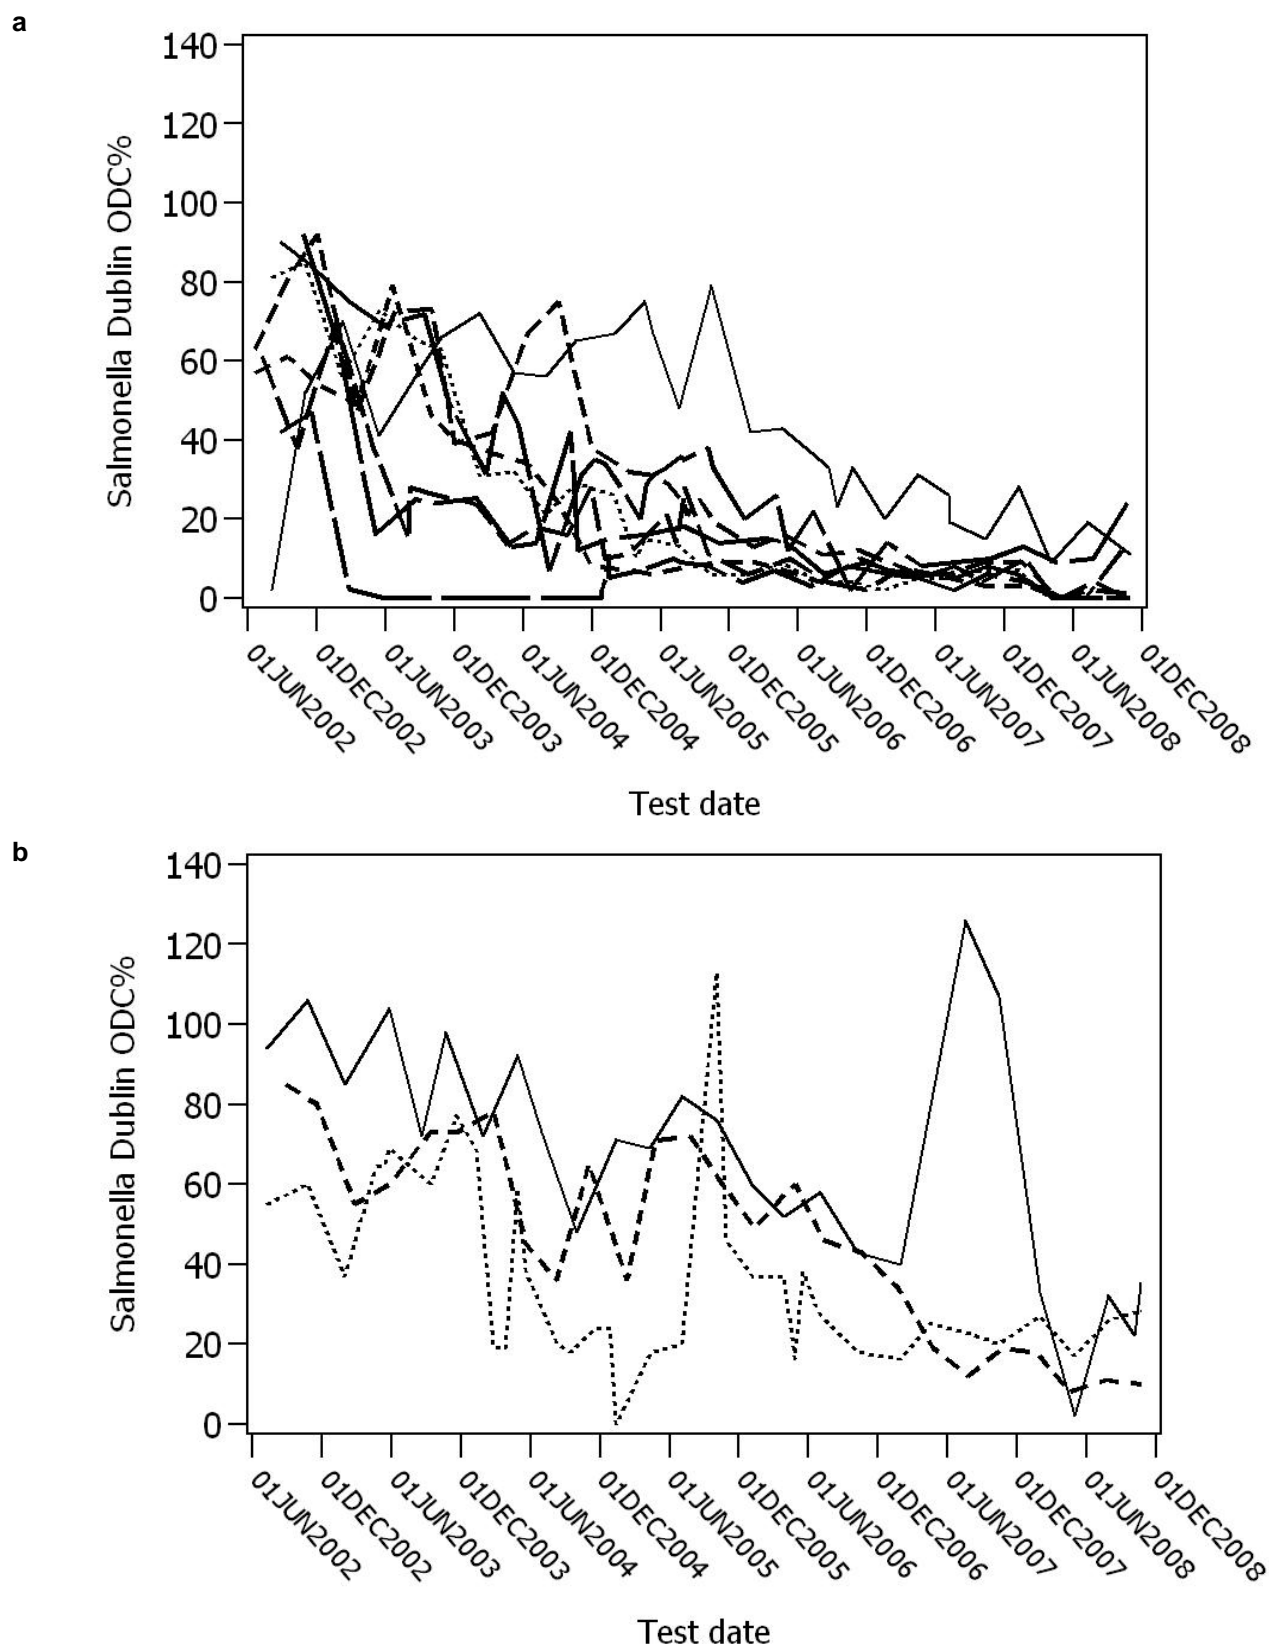 a
140
120
100
80
60
40
20
0
Salmonella Dublin ODC%
01JUN2002
01DEC2002
01JUN2003
01DEC2003
01JUN2004
01DEC2004
01JUN2005
01DEC2005
01JUN2006
01DEC2006
01JUN2007
01DEC2007
01JUN2008
01DEC2008
Test date
b
140
120
100
80
60
40
20
0
Salmonella Dublin ODC%
01JUN2002
01DEC2002
01JUN2003
01DEC2003
01JUN2004
01DEC2004
01JUN2005
01DEC2005
01JUN2006
01DEC2006
01JUN2007
01DEC2007
01JUN2008
01DEC2008
Test date